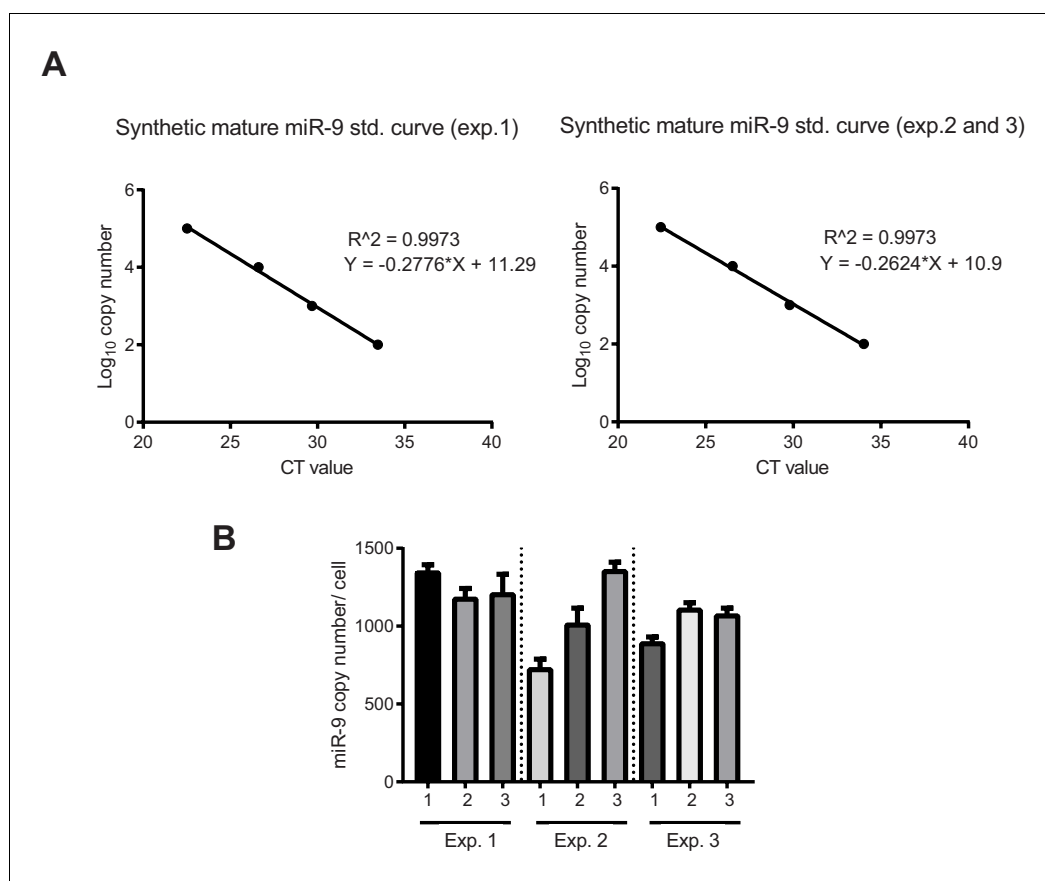 A
Synthetic mature miR-9 std. curve (exp.1)
Log10 copy number
6
4
2
0
R^2 = 0.9973
Y = -0.2776*X + 11.29
20 25 30 35 40
CT value
Synthetic mature miR-9 std. curve (exp.2 and 3)
Log10 copy number
6
4
2
0
R^2 = 0.9973
Y = -0.2624*X + 10.9
20 25 30 35 40
CT value
B
miR-9 copy number/ cell
1500
1000
500
0
1 2 3 1 2 3 1 2 3
Exp. 1 Exp. 2 Exp. 3